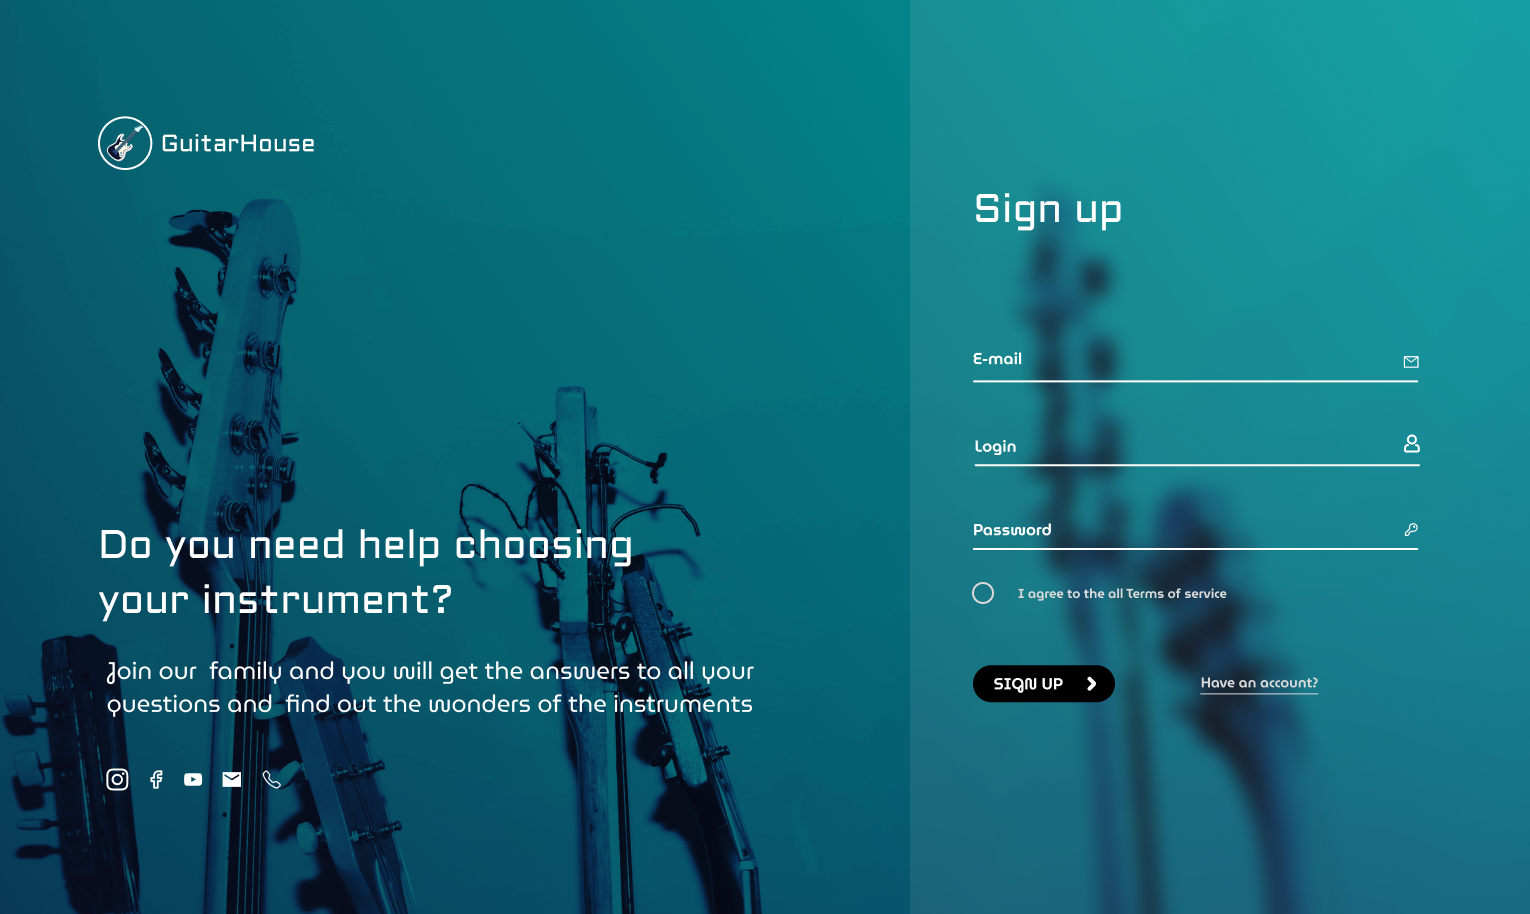 GuitarHouse
Do you need help choosing
your instrument?
Join our family and you will get the answers to all your
questions and find out the wonders of the instruments
Sign up
E-mail
Login
Password
I agree to the all Terms of service
SIGN UP
Have an account?